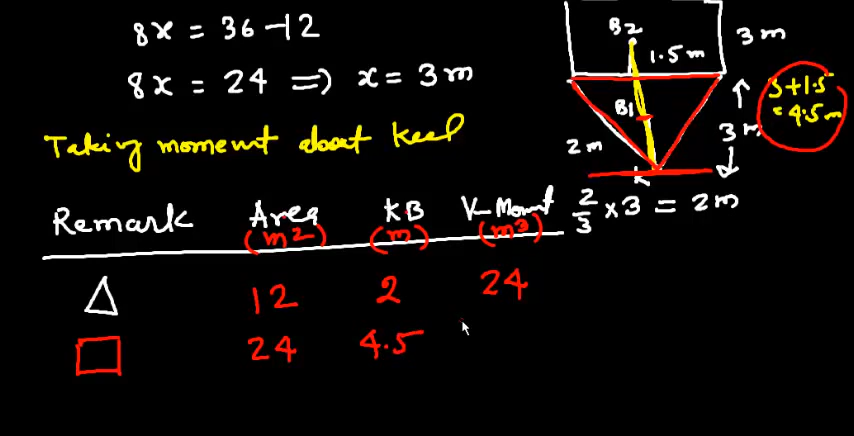 8x = 36 - 12
8x = 24 => x = 3m
Taking moment about Keel
B2
1.5m
3m
3+1.5
= 4.5m
B1
3m
2m
K
2/3 x 3 = 2m
Remark Area KB K-Momt
(m2) (m) (m3)
△ 12 2 24
□ 24 4.5